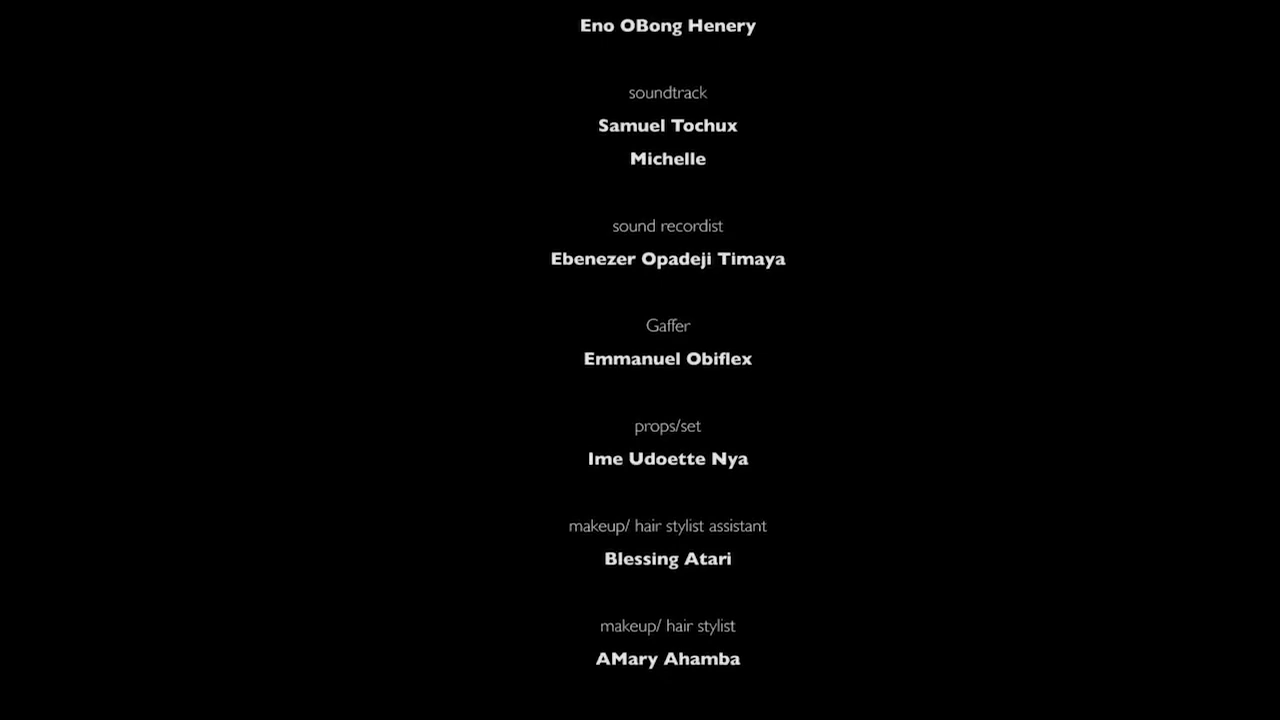 Eno OBong Henery
soundtrack
Samuel Tochux
Michelle
sound recordist
Ebenezer Opadeji Timaya
Gaffer
Emmanuel Obiflex
props/set
Ime Udoette Nya
makeup/ hair stylist assistant
Blessing Atari
makeup/ hair stylist
AMary Ahamba